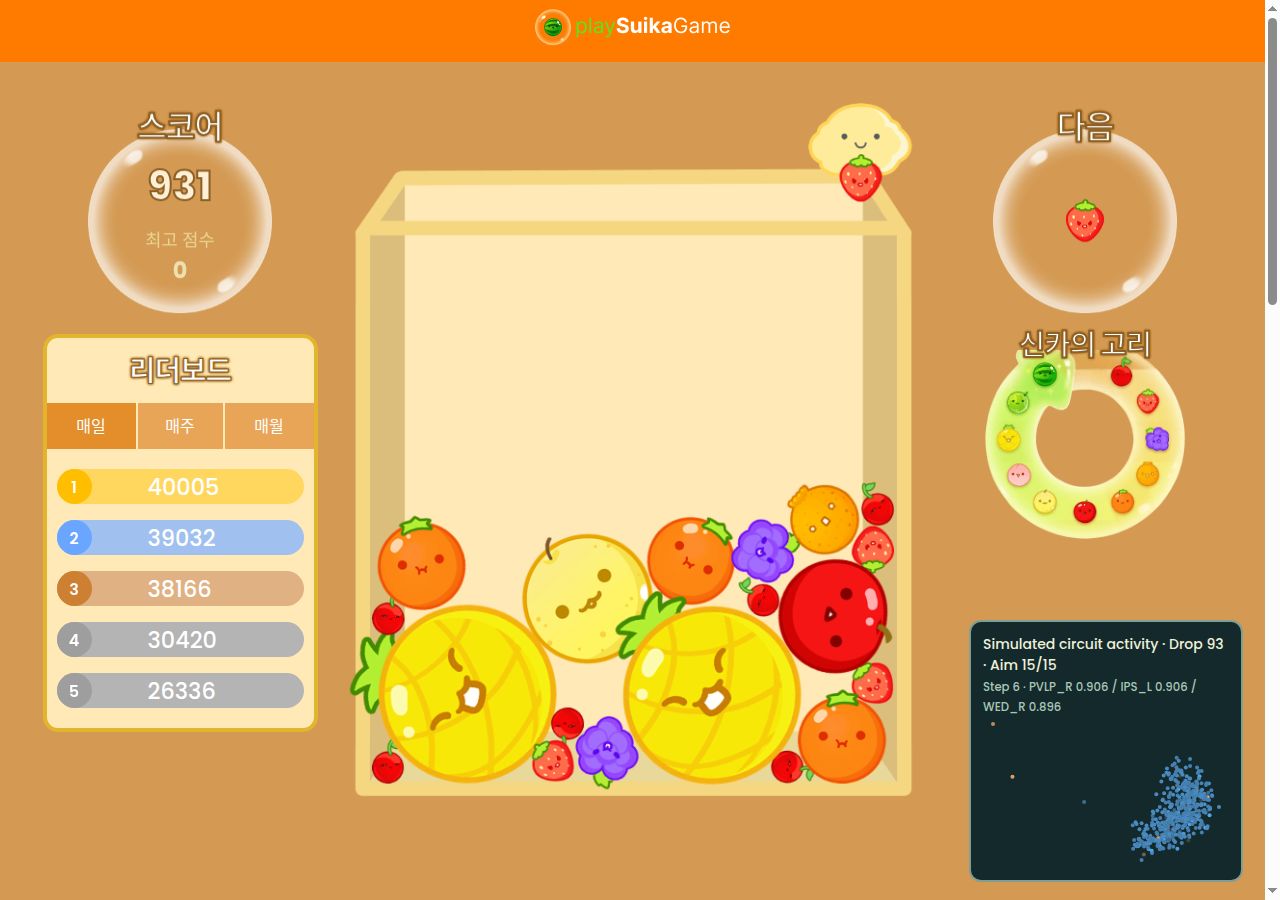 playSuikaGame
스코어
931
최고 점수
0
다음
신카의 고리
리더보드
매일 매주 매월
1 40005
2 39032
3 38166
4 30420
5 26336
Simulated circuit activity · Drop 93
· Aim 15/15
Step 6 · PVLP_R 0.906 / IPS_L 0.906 /
WED_R 0.896